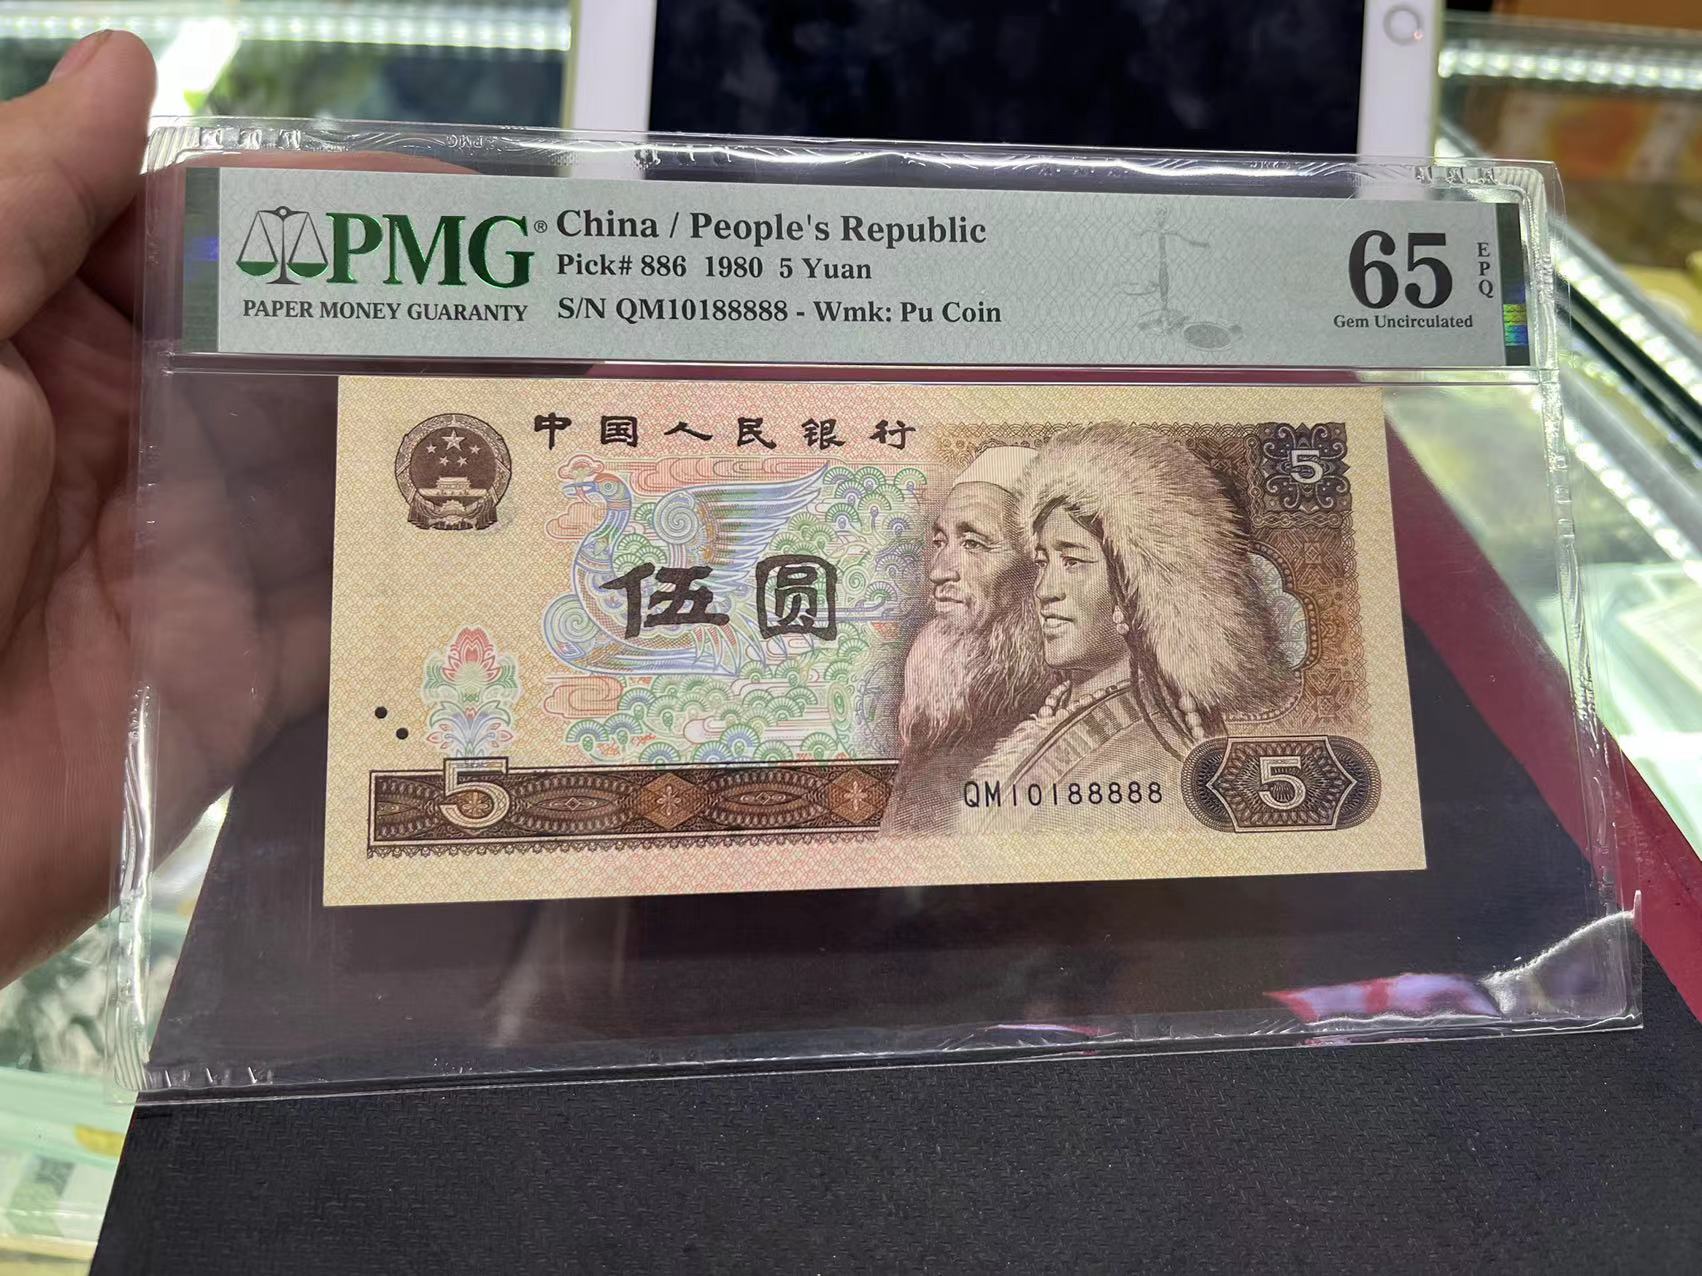 PMG® China / People's Republic
Pick# 886 1980 5 Yuan
PAPER MONEY GUARANTY S/N QM10188888 - Wmk: Pu Coin
65 EPQ
Gem Uncirculated
中国人民银行
5
伍圆
5
QM10188888
5